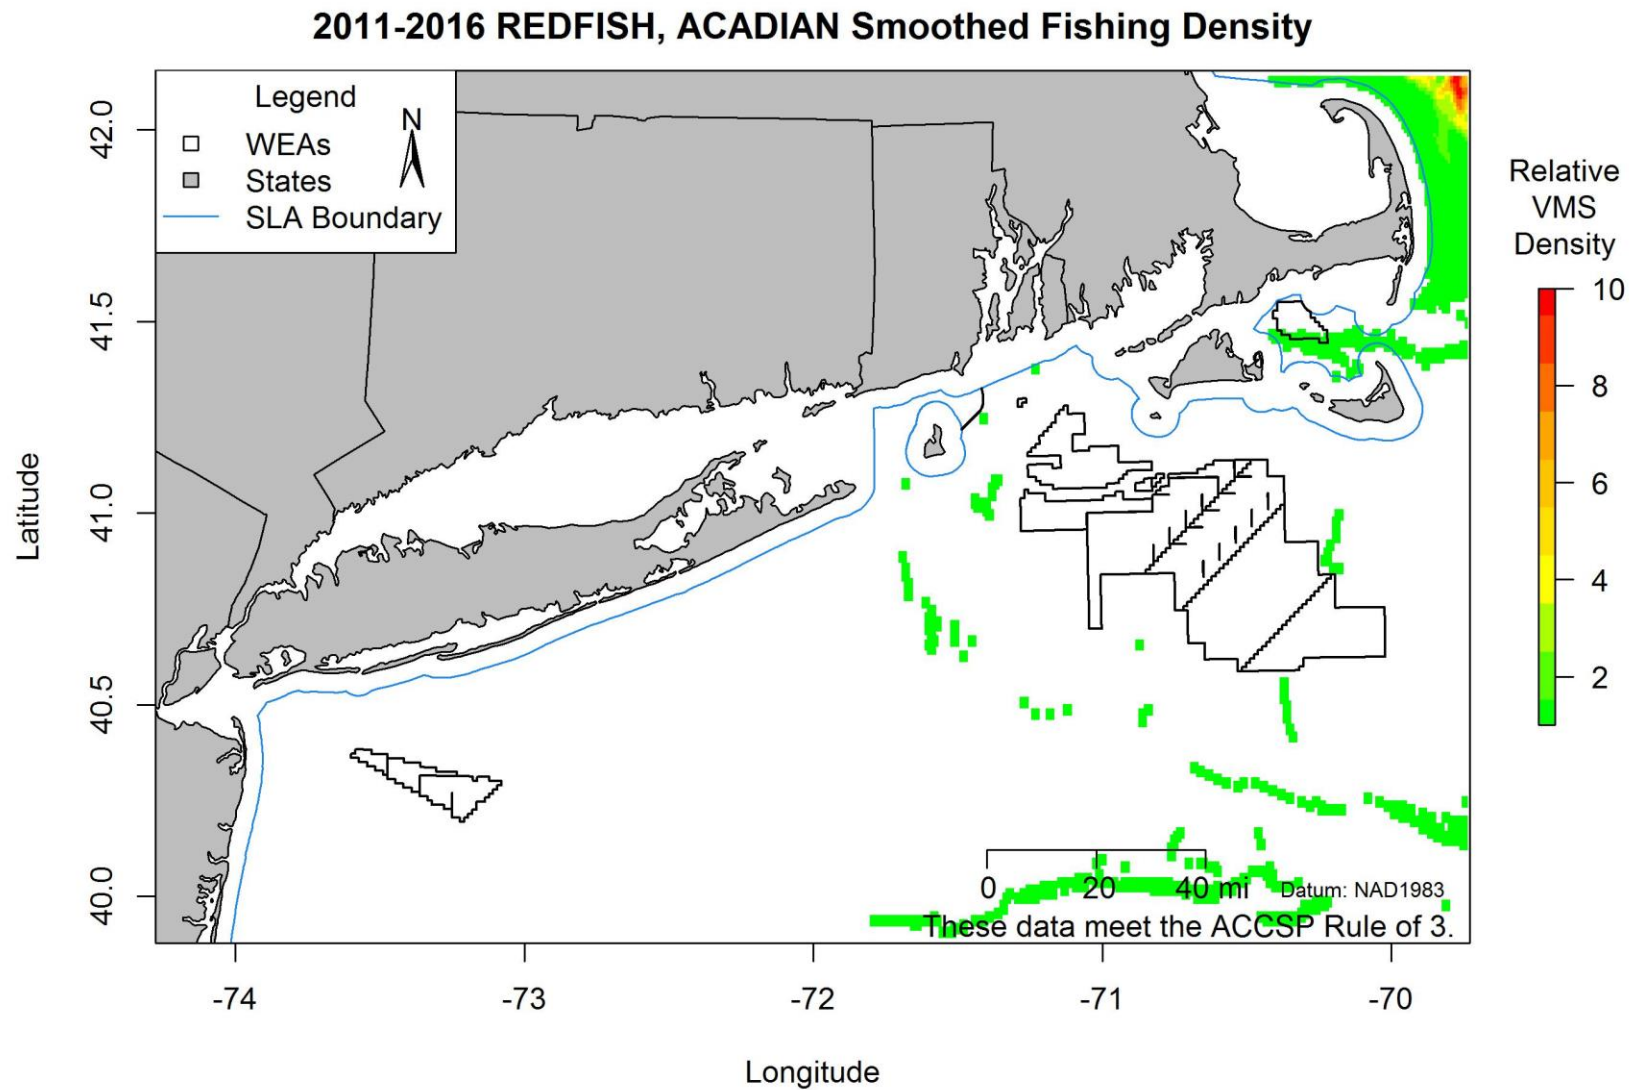 2011-2016 REDFISH, ACADIAN Smoothed Fishing Density
Legend
N
WEAs
States
SLA Boundary
Relative
VMS
Density
10
8
6
4
2
Latitude
42.0
41.5
41.0
40.5
40.0
0 20 40 mi Datum: NAD1983
These data meet the ACCSP Rule of 3.
-74 -73 -72 -71 -70
Longitude